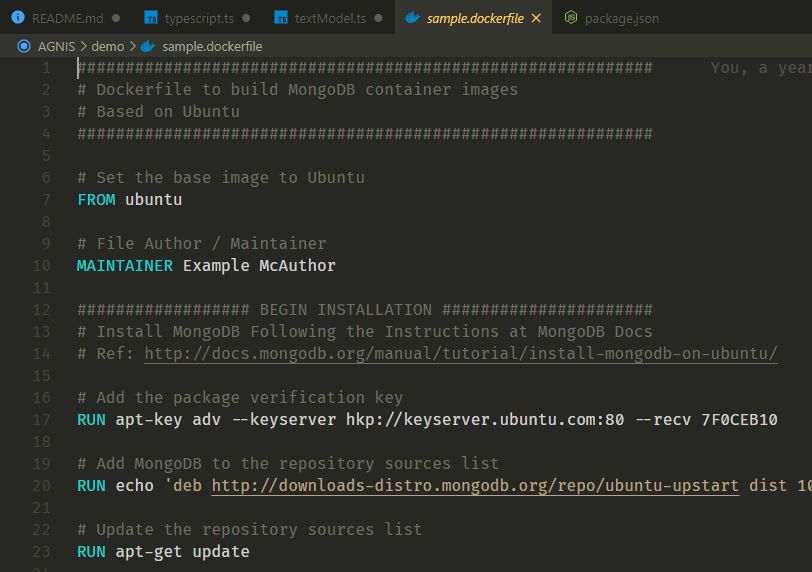 README.md typescript.ts textModel.ts sample.dockerfile package.json
AGNIS > demo > sample.dockerfile
1 ############################################################ You, a year
2 # Dockerfile to build MongoDB container images
3 # Based on Ubuntu
4 ############################################################
5
6 # Set the base image to Ubuntu
7 FROM ubuntu
8
9 # File Author / Maintainer
10 MAINTAINER Example McAuthor
11
12 ################## BEGIN INSTALLATION ######################
13 # Install MongoDB Following the Instructions at MongoDB Docs
14 # Ref: http://docs.mongodb.org/manual/tutorial/install-mongodb-on-ubuntu/
15
16 # Add the package verification key
17 RUN apt-key adv --keyserver hkp://keyserver.ubuntu.com:80 --recv 7F0CEB10
18
19 # Add MongoDB to the repository sources list
20 RUN echo 'deb http://downloads-distro.mongodb.org/repo/ubuntu-upstart dist 10
21
22 # Update the repository sources list
23 RUN apt-get update